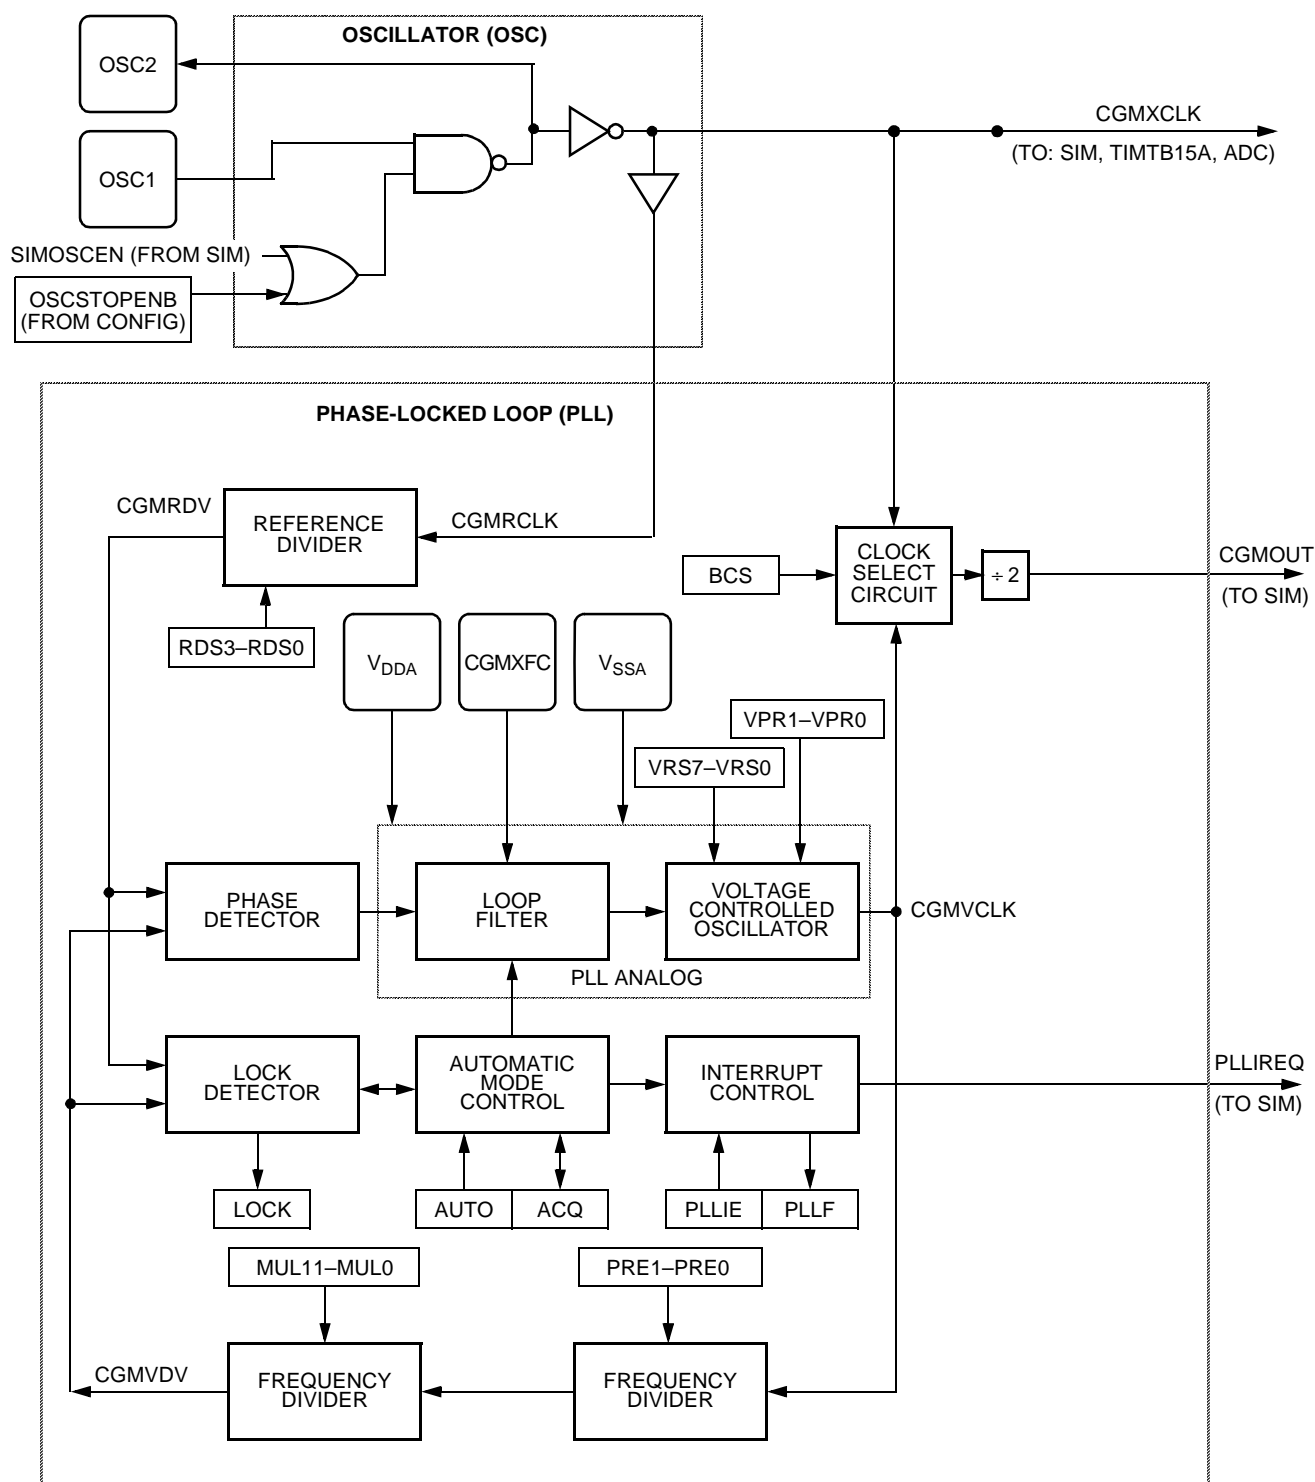 OSCILLATOR (OSC)
OSC2
CGMXCLK
(TO: SIM, TIMTB15A, ADC)
OSC1
SIMOSCEN (FROM SIM)
OSCSTOPENB
(FROM CONFIG)
PHASE-LOCKED LOOP (PLL)
CGMRDV
REFERENCE
DIVIDER
CGMRCLK
BCS
CLOCK
SELECT
CIRCUIT
÷ 2
CGMOUT
(TO SIM)
RDS3–RDS0
VDDA
CGMXFC
VSSA
VPR1–VPR0
VRS7–VRS0
PHASE
DETECTOR
LOOP
FILTER
VOLTAGE
CONTROLLED
OSCILLATOR
CGMVCLK
PLL ANALOG
LOCK
DETECTOR
AUTOMATIC
MODE
CONTROL
INTERRUPT
CONTROL
PLLIREQ
(TO SIM)
LOCK
AUTO
ACQ
PLLIE
PLLF
MUL11–MUL0
PRE1–PRE0
CGMVDV
FREQUENCY
DIVIDER
FREQUENCY
DIVIDER